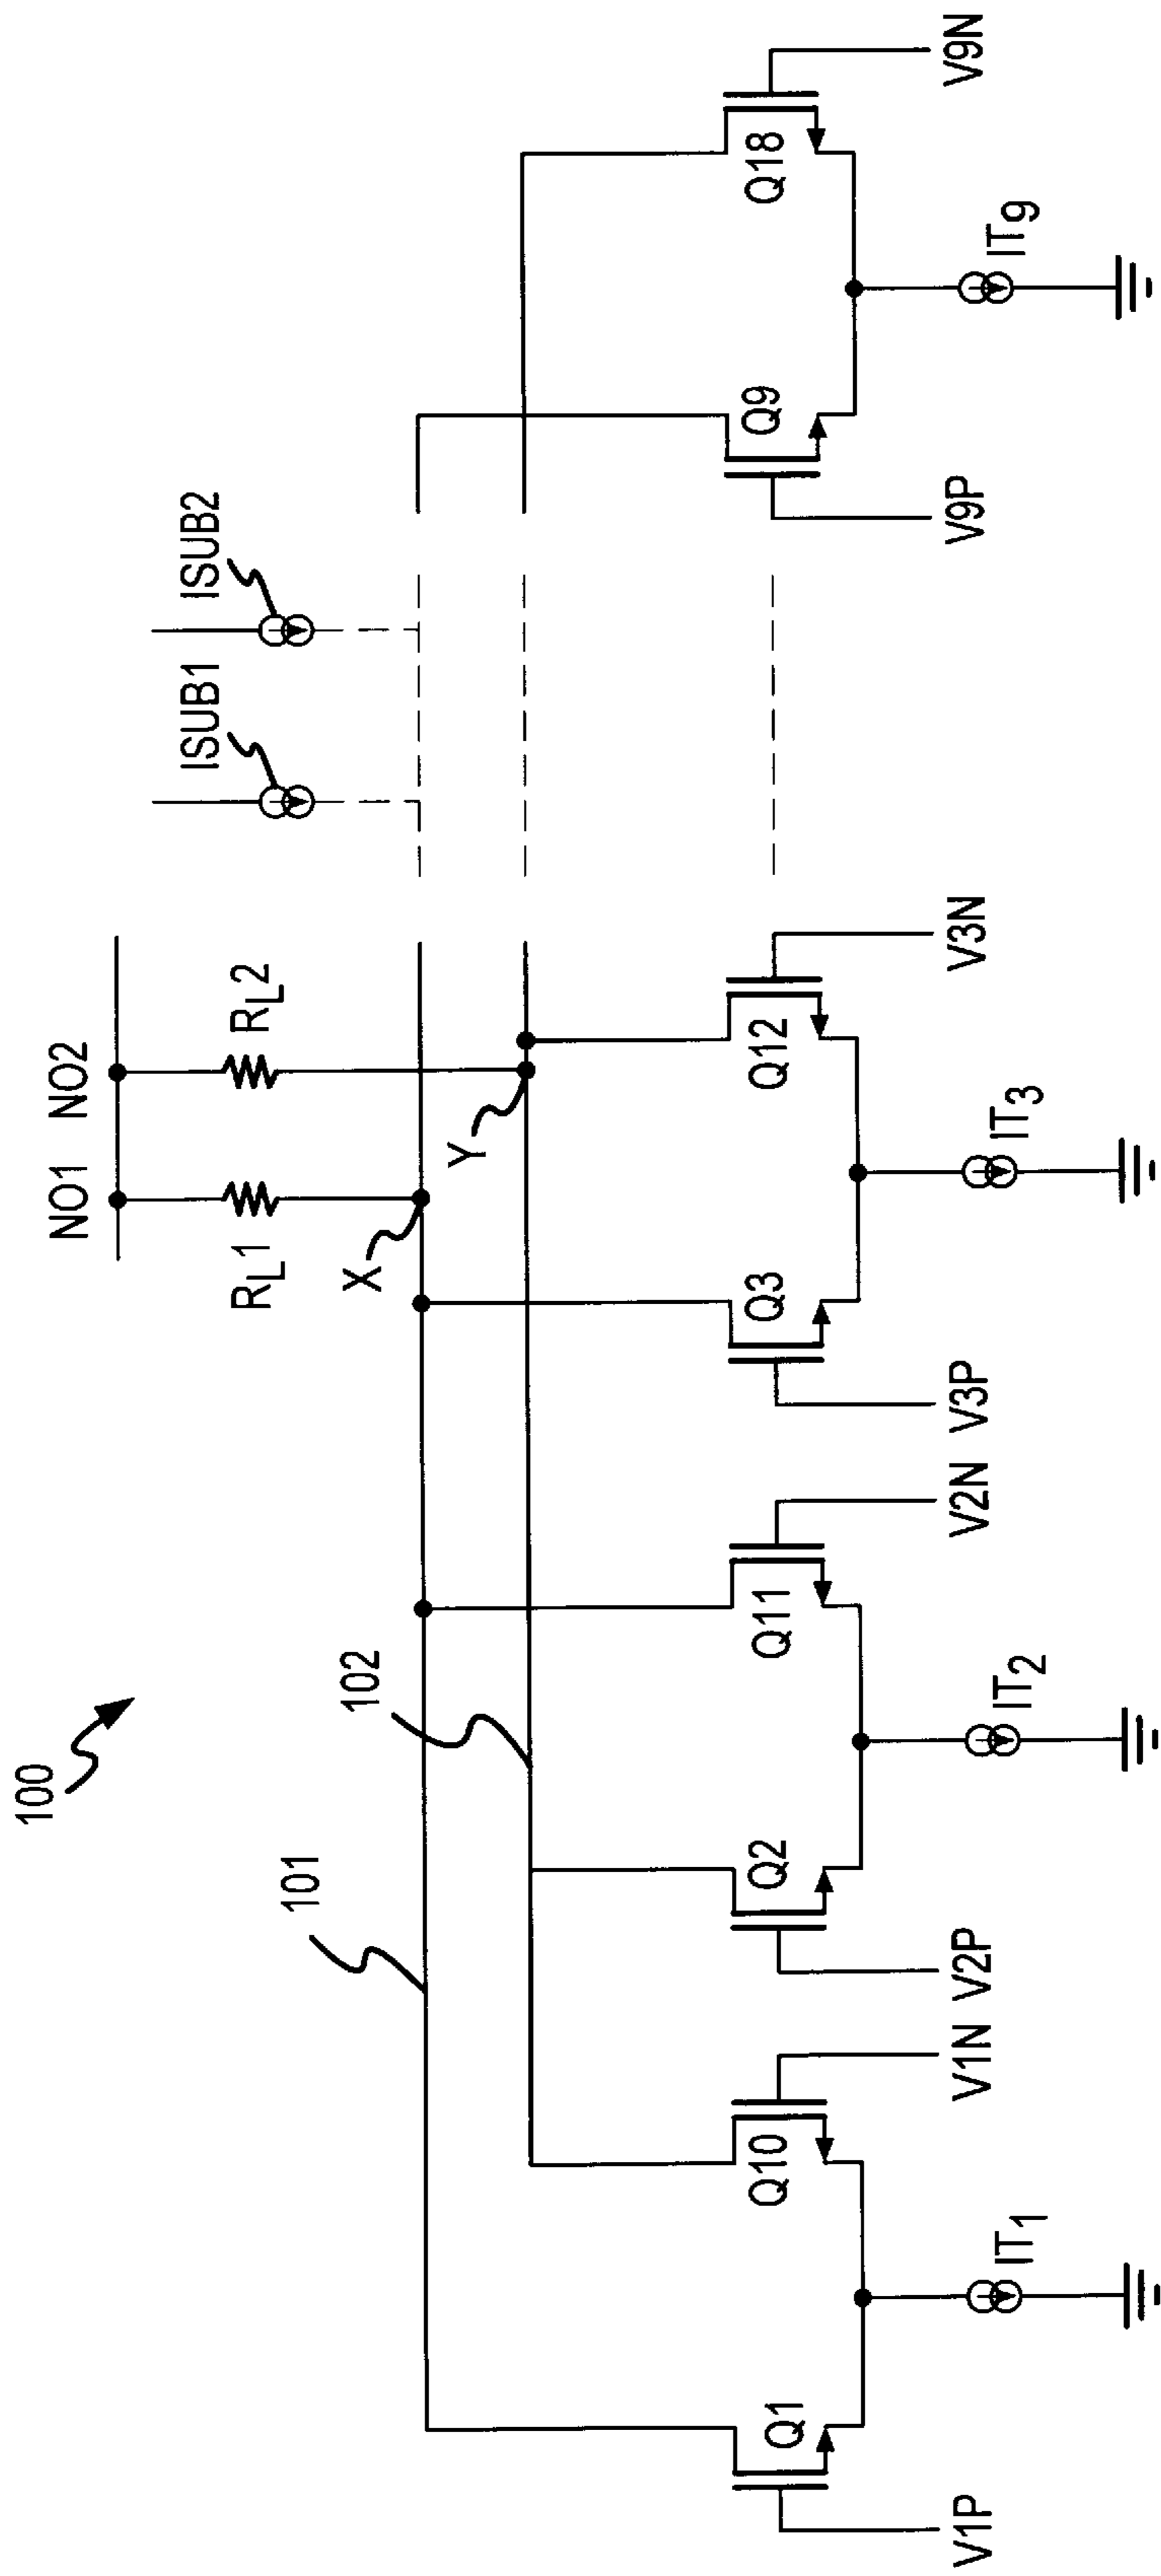 100
NO1 NO2
RL1
RL2
ISUB1
ISUB2
101
102
X
Y
Q1
Q10
Q2
Q11
Q3
Q12
Q9
Q18
IT1
IT2
IT3
IT9
V1P
V1N
V2P
V2N
V3P
V3N
V9P
V9N